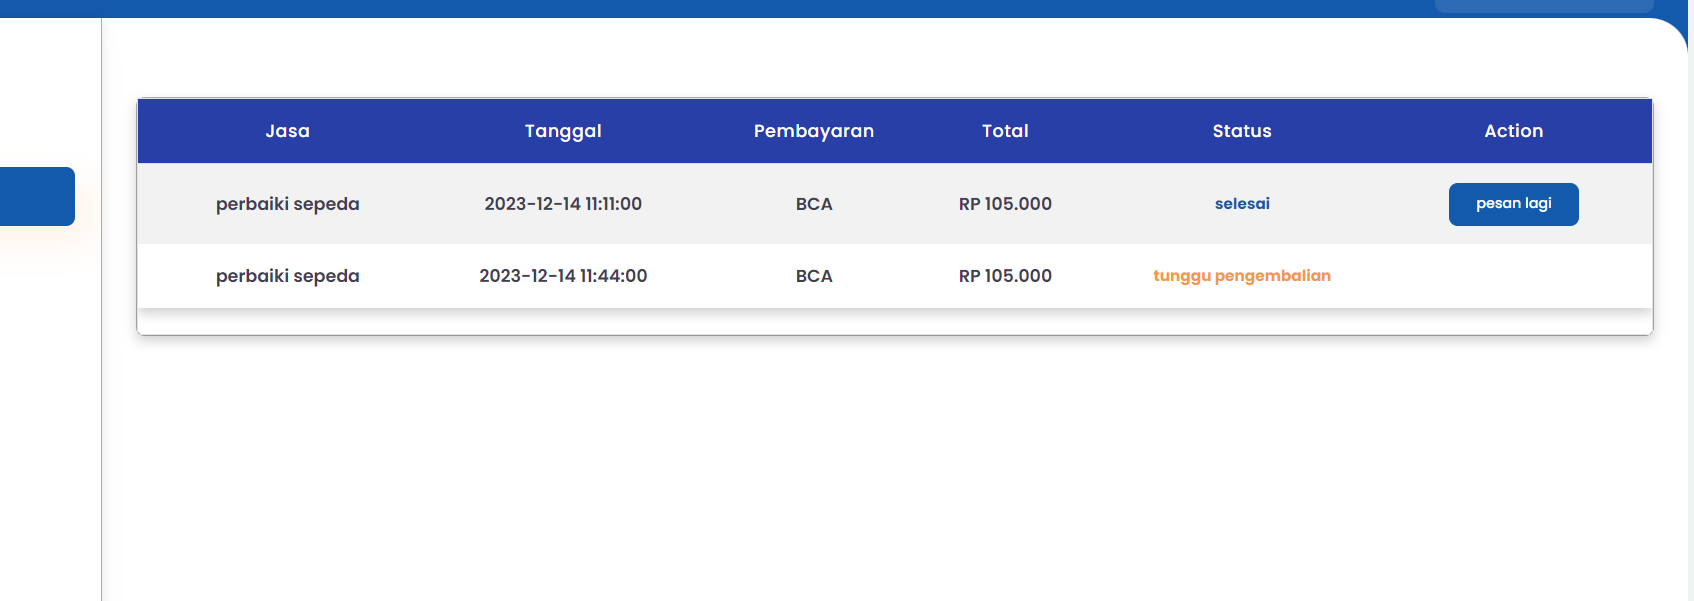 Jasa Tanggal Pembayaran Total Status Action
perbaiki sepeda 2023-12-14 11:11:00 BCA RP 105.000 selesai pesan lagi
perbaiki sepeda 2023-12-14 11:44:00 BCA RP 105.000 tunggu pengembalian